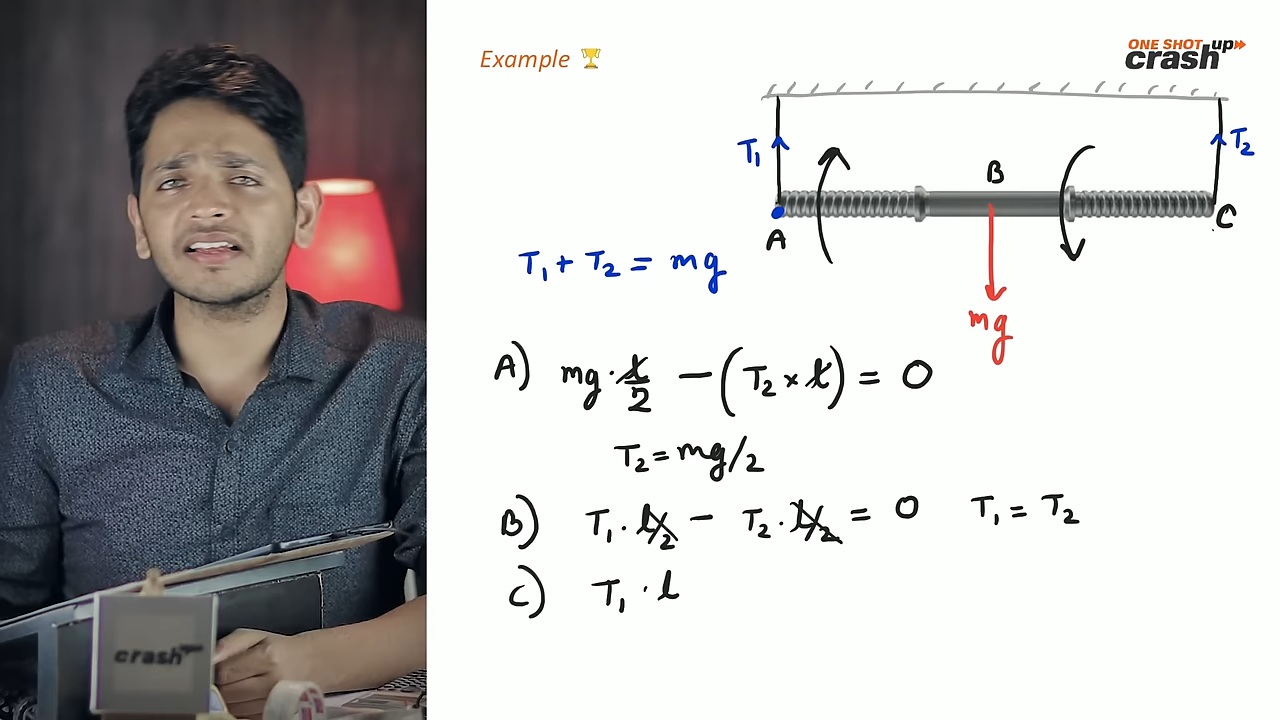 Example 🏆
ONE SHOT
crash up
T₁
T₂
B
A
C
T₁ + T₂ = mg
mg
A) mg · l/2 − (T₂ × l) = 0
T₂ = mg/2
B) T₁ · l/2 − T₂ · l/2 = 0 T₁ = T₂
C) T₁ · l
crash up